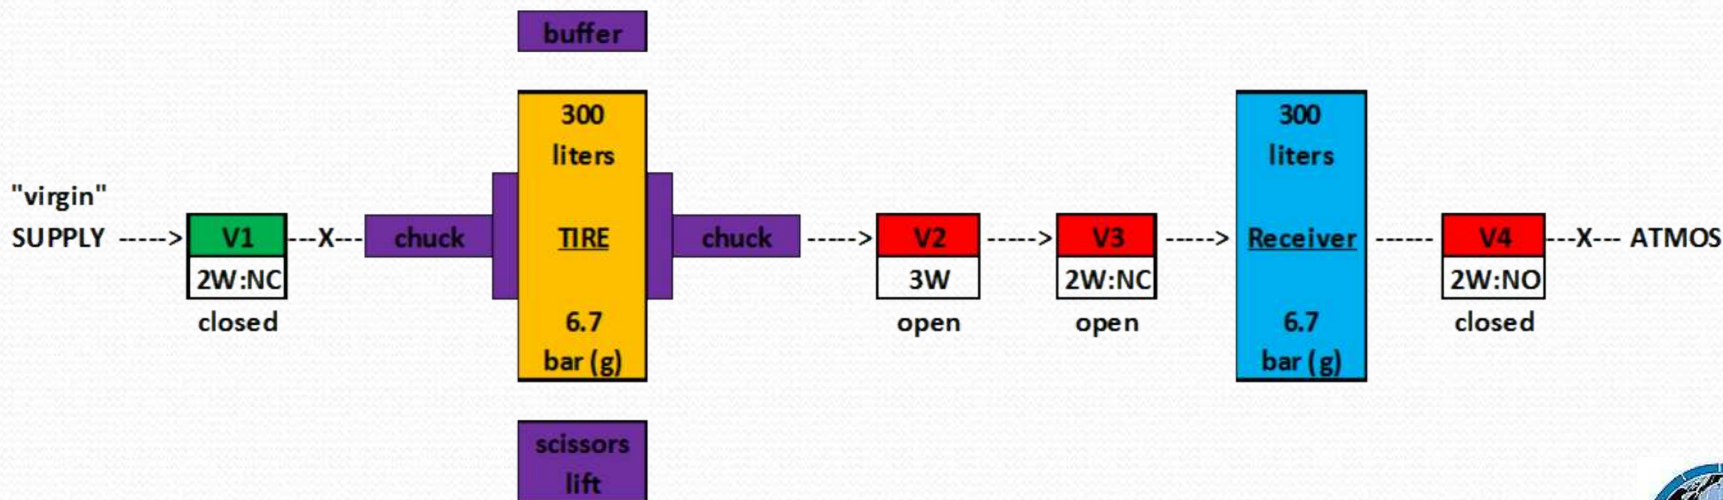 buffer
300
liters
TIRE
6.7
bar (g)
300
liters
Receiver
6.7
bar (g)
"virgin"
SUPPLY ----->
V1
2W:NC
closed
---X---
chuck
chuck
----->
V2
3W
open
----->
V3
2W:NC
open
----->
------
V4
2W:NO
closed
---X--- ATMOS
scissors
lift